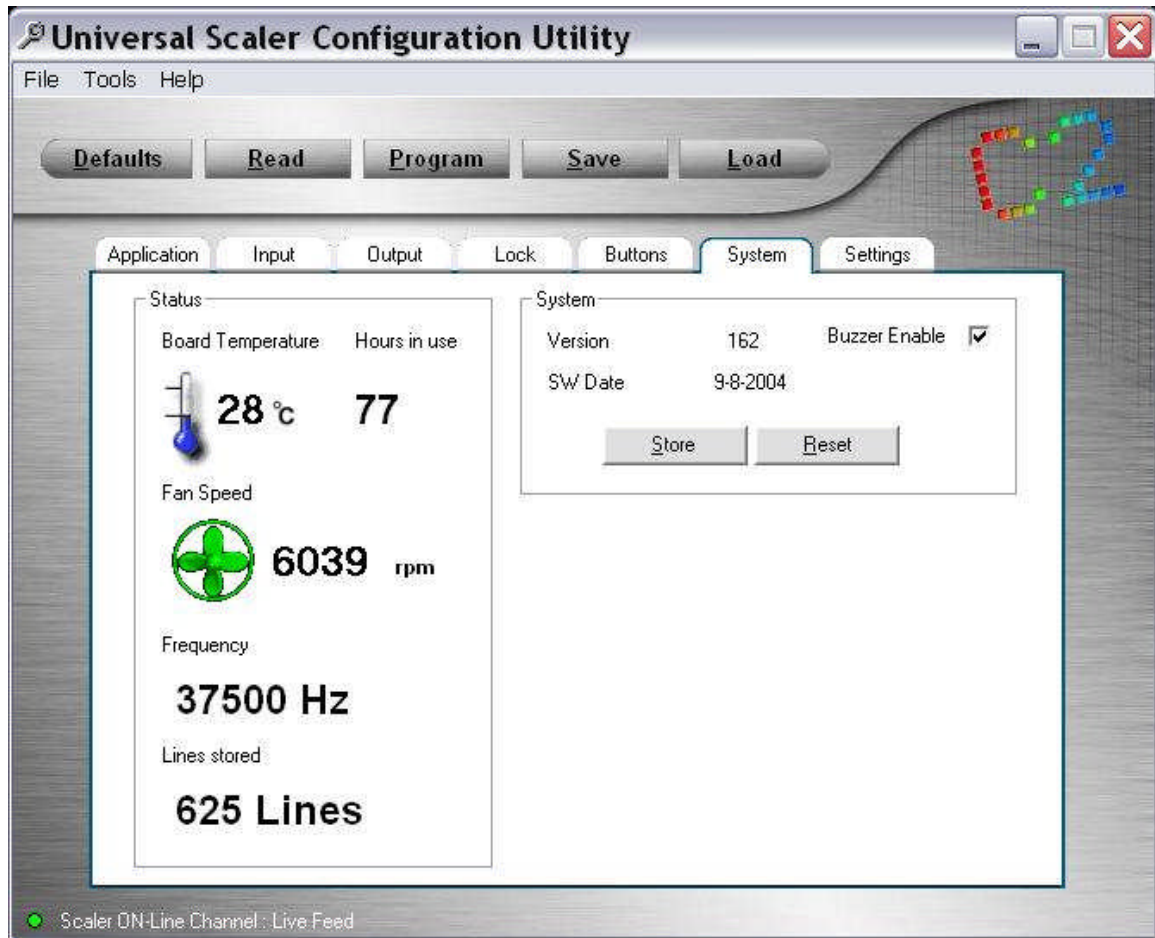 Universal Scaler Configuration Utility
File Tools Help
Defaults Read Program Save Load
C2
Application Input Output Lock Buttons System Settings
Status
Board Temperature Hours in use
28 °C 77
Fan Speed
6039 rpm
Frequency
37500 Hz
Lines stored
625 Lines
System
Version 162 Buzzer Enable
SW Date 9-8-2004
Store Reset
Scaler ON-Line Channel : Live Feed